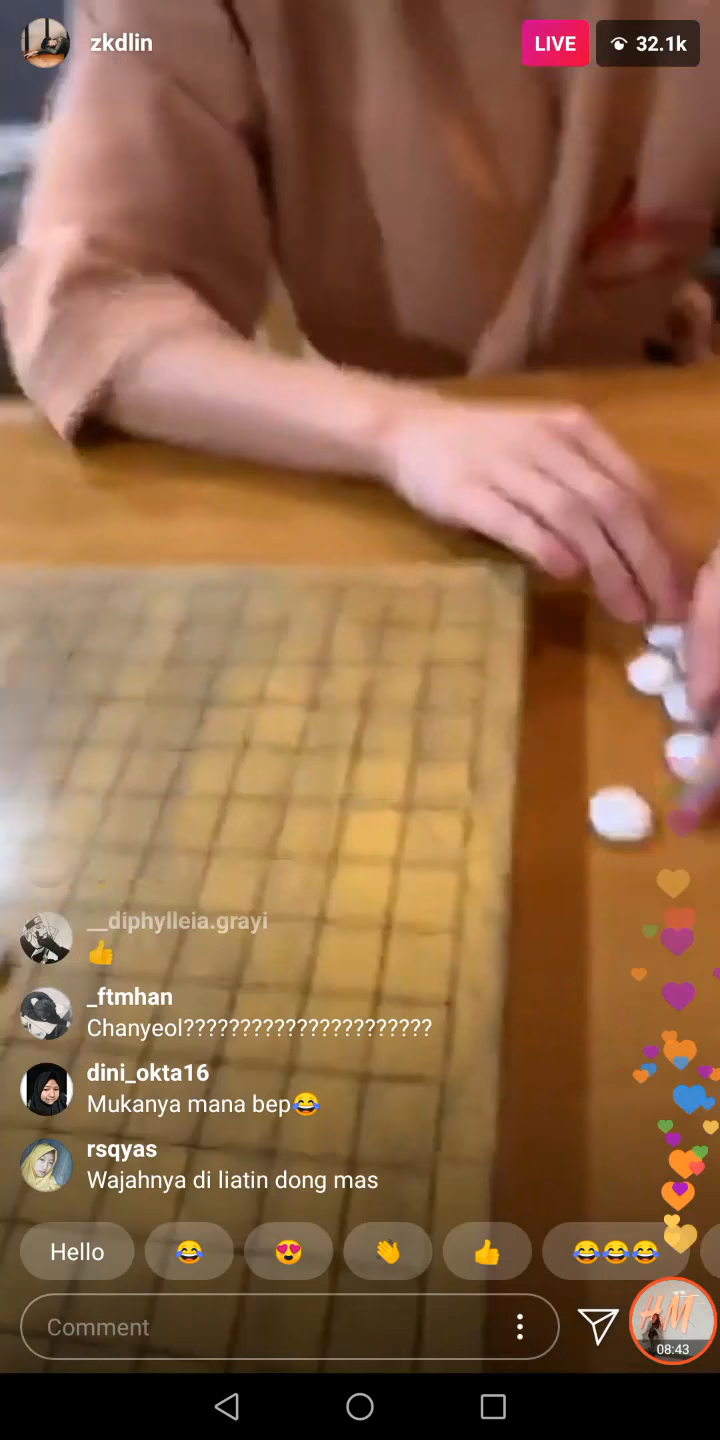 zkdlin
LIVE
32.1k
__diphylleia.grayi
👍
_ftmhan
Chanyeol??????????????????????
dini_okta16
Mukanya mana bep😂
rsqyas
Wajahnya di liatin dong mas
Hello
😂
😍
👋
👍
😂😂😂
Comment
HM
08:43